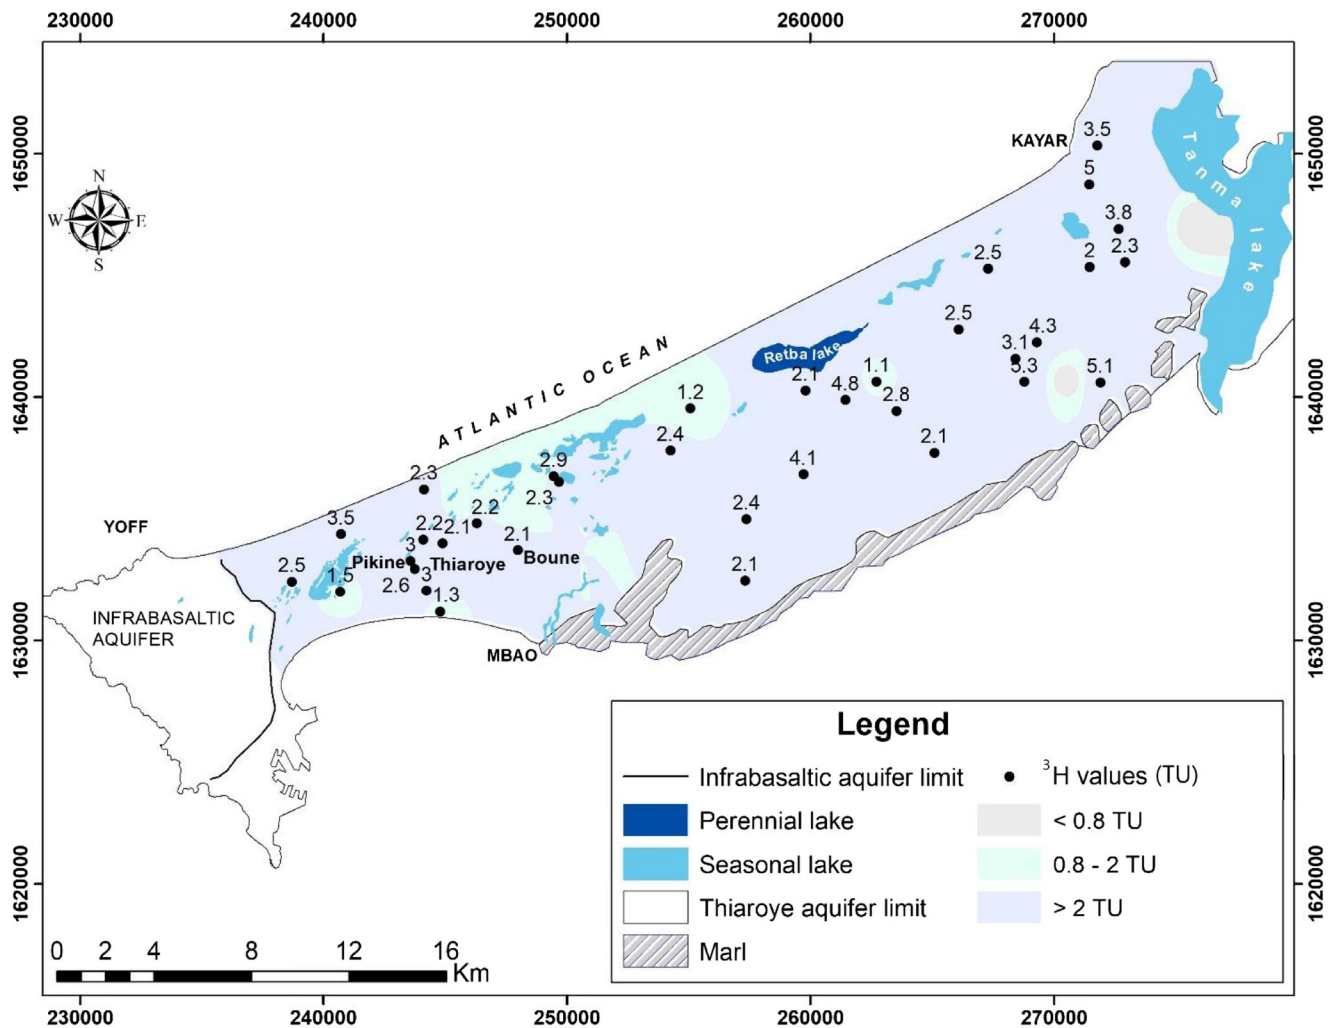 230000 240000 250000 260000 270000
1650000
1640000
1630000
1620000
N
W E
S
KAYAR
Tanma lake
3.5
5
3.8
2 2.3
2.5
2.5
4.3
3.1
5.3
5.1
ATLANTIC OCEAN
Retba lake
2.1
4.8
1.1
2.8
1.2
2.4
2.1
4.1
2.9
2.3
2.3
2.2
2.4
YOFF
3.5
2.2 2.1
2.1
3
Pikine Thiaroye Boune
2.5
1.5
2.6
3
1.3
2.1
INFRABASALTIC
AQUIFER
MBAO
1650000
1640000
1630000
1620000
Legend
Infrabasaltic aquifer limit
Perennial lake
Seasonal lake
Thiaroye aquifer limit
Marl
³H values (TU)
< 0.8 TU
0.8 - 2 TU
> 2 TU
0 2 4 8 12 16
Km
230000 240000 250000 260000 270000